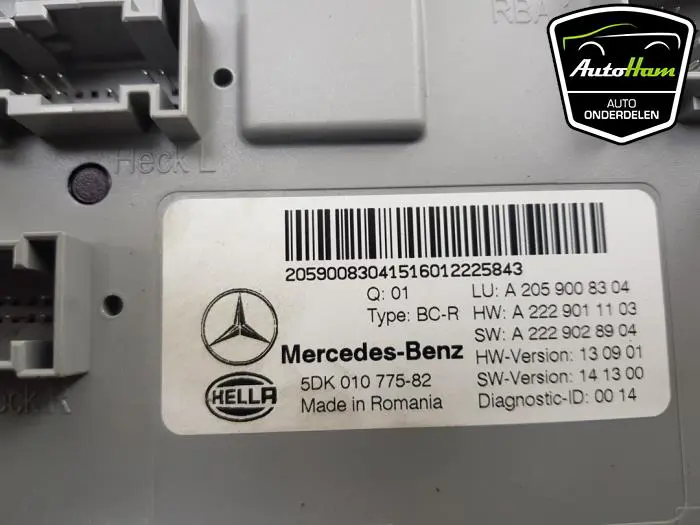 RBA
AutoHam
AUTO
ONDERDELEN
Heck L
20590083041516012225843
Q: 01
LU: A 205 900 83 04
Type: BC-R
HW: A 222 901 11 03
SW: A 222 902 89 04
Mercedes-Benz
HW-Version: 13 09 01
HELLA
5DK 010 775-82
SW-Version: 14 13 00
Made in Romania
Diagnostic-ID: 00 14